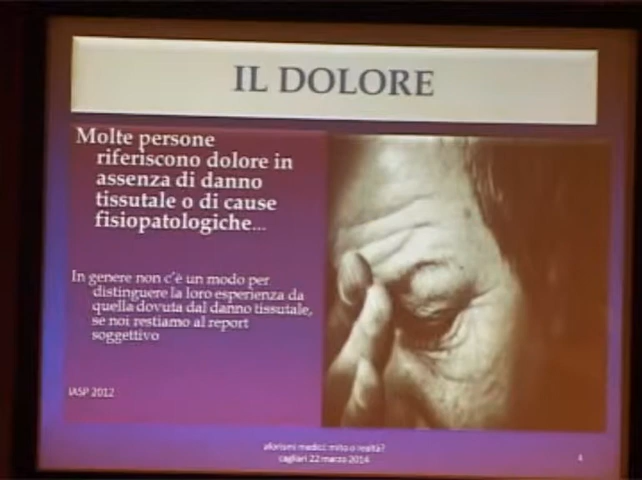 IL DOLORE
Molte persone
riferiscono dolore in
assenza di danno
tissutale o di cause
fisiopatologiche...
In genere non c'è un modo per
distinguere la loro esperienza da
quella dovuta dal danno tissutale,
se noi restiamo al report
soggettivo
IASP 2012
aforismi medici: mito o realtà?
cagliari 22 marzo 2014
4